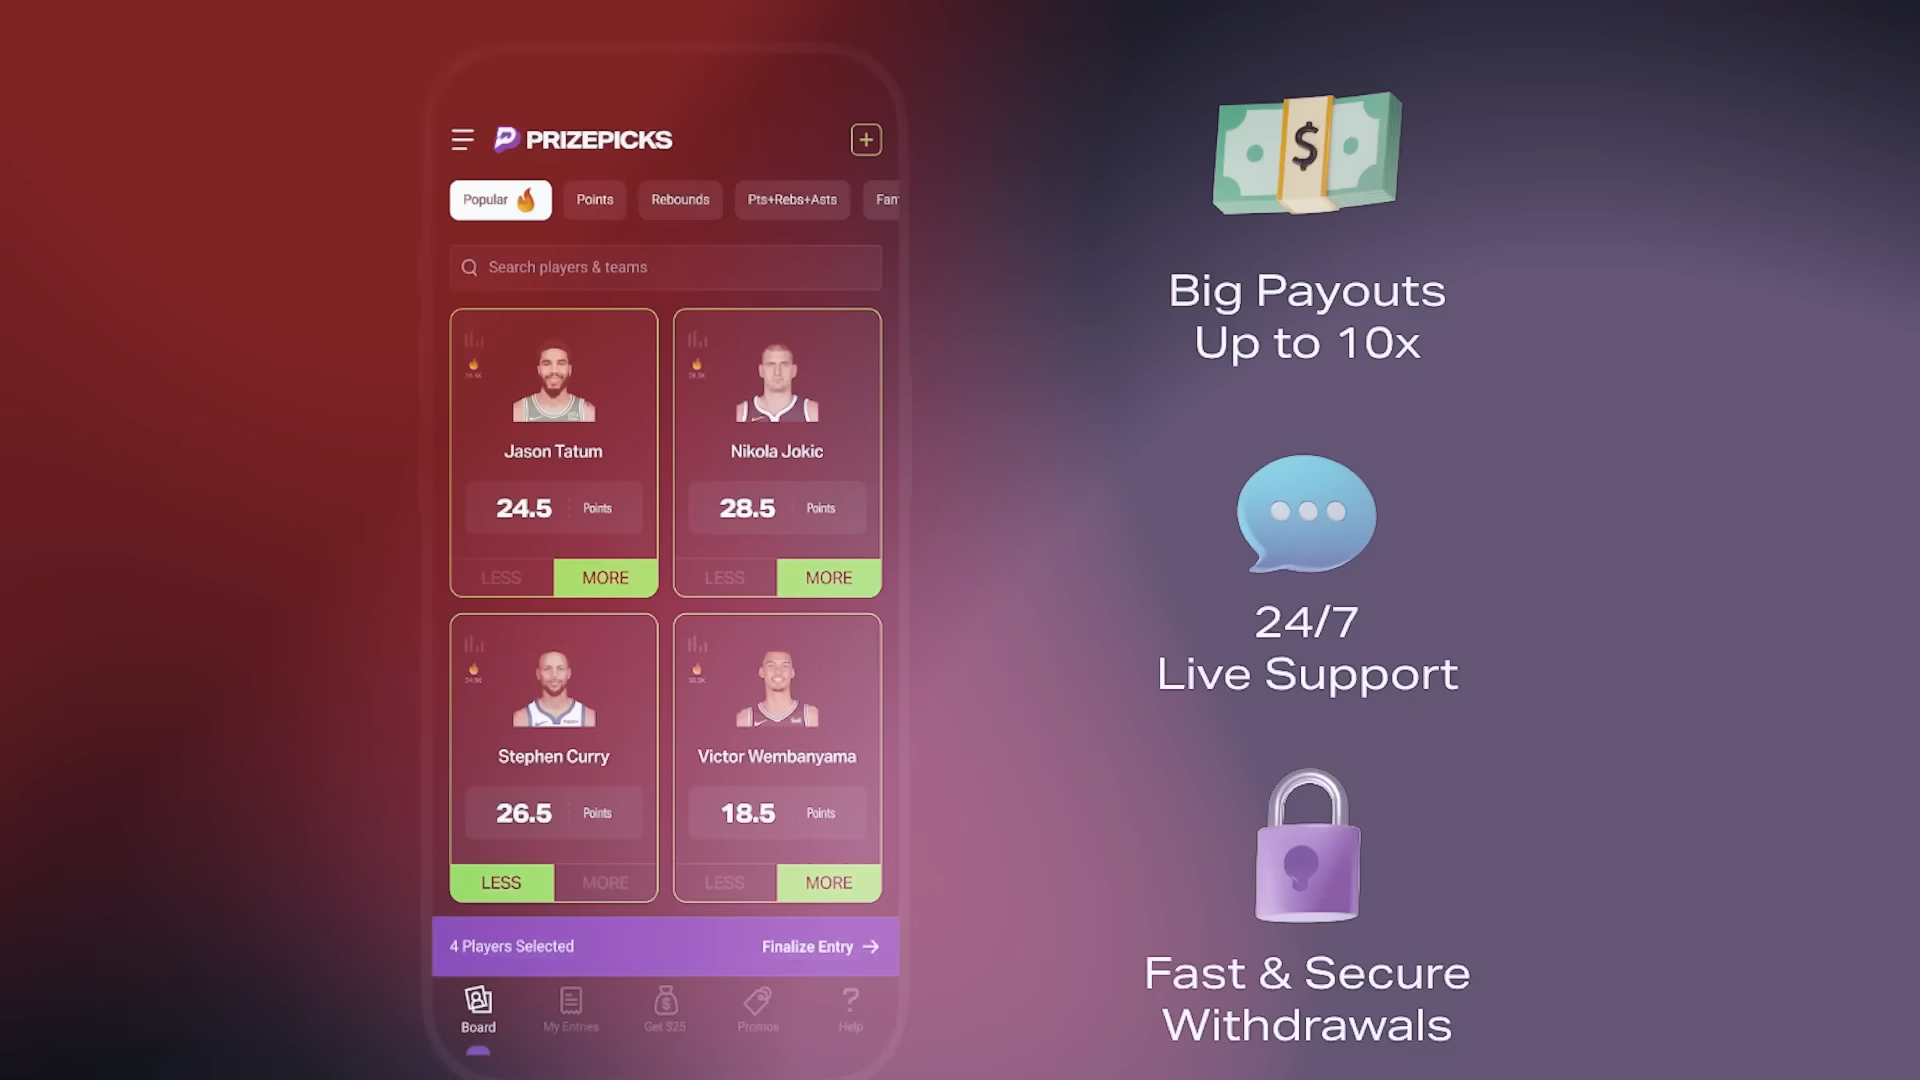 PRIZEPICKS
Popular
Points
Rebounds
Pts+Rebs+Asts
Fan
Search players & teams
Jason Tatum
24.5 Points
LESS MORE
Nikola Jokic
28.5 Points
LESS MORE
Stephen Curry
26.5 Points
LESS MORE
Victor Wembanyama
18.5 Points
LESS MORE
4 Players Selected
Finalize Entry
Board
My Entries
Get $25
Promos
Help
$
Big Payouts
Up to 10x
24/7
Live Support
Fast & Secure
Withdrawals